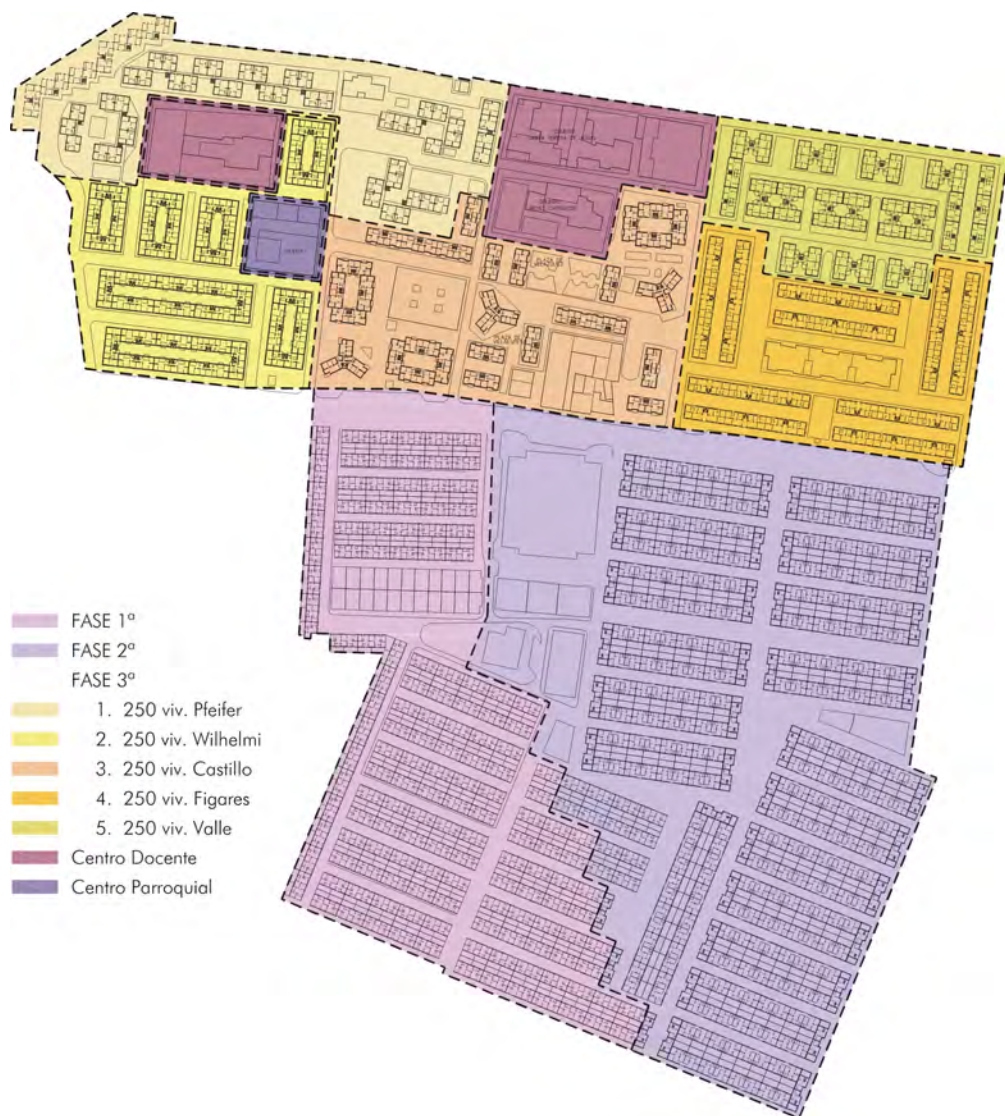 FASE 1ª
FASE 2ª
FASE 3ª
1. 250 viv. Pfeifer
2. 250 viv. Wilhelmi
3. 250 viv. Castillo
4. 250 viv. Figares
5. 250 viv. Valle
Centro Docente
Centro Parroquial